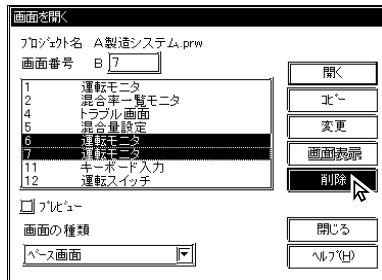 画面を開く
プロジェクト名 A製造システム.prw
画面番号 B 7
1 運転モニタ
2 混合率一覧モニタ
4 トラブル画面
5 混合量設定
6 運転モニタ
7 運転モニタ
11 キーボード入力
12 運転スイッチ
プレビュー
画面の種類
ベース画面
開く
コピー
変更
画面表示
削除
閉じる
ヘルプ(H)